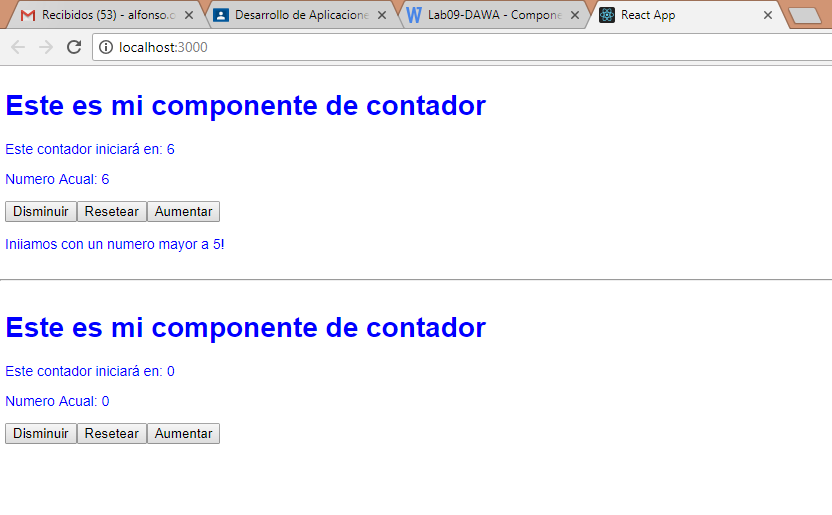 Recibidos (53) - alfonso.o
Desarrollo de Aplicacione
Lab09-DAWA - Compone
React App
localhost:3000
Este es mi componente de contador
Este contador iniciará en: 6
Numero Acual: 6
Disminuir Resetear Aumentar
Iniiamos con un numero mayor a 5!
Este es mi componente de contador
Este contador iniciará en: 0
Numero Acual: 0
Disminuir Resetear Aumentar